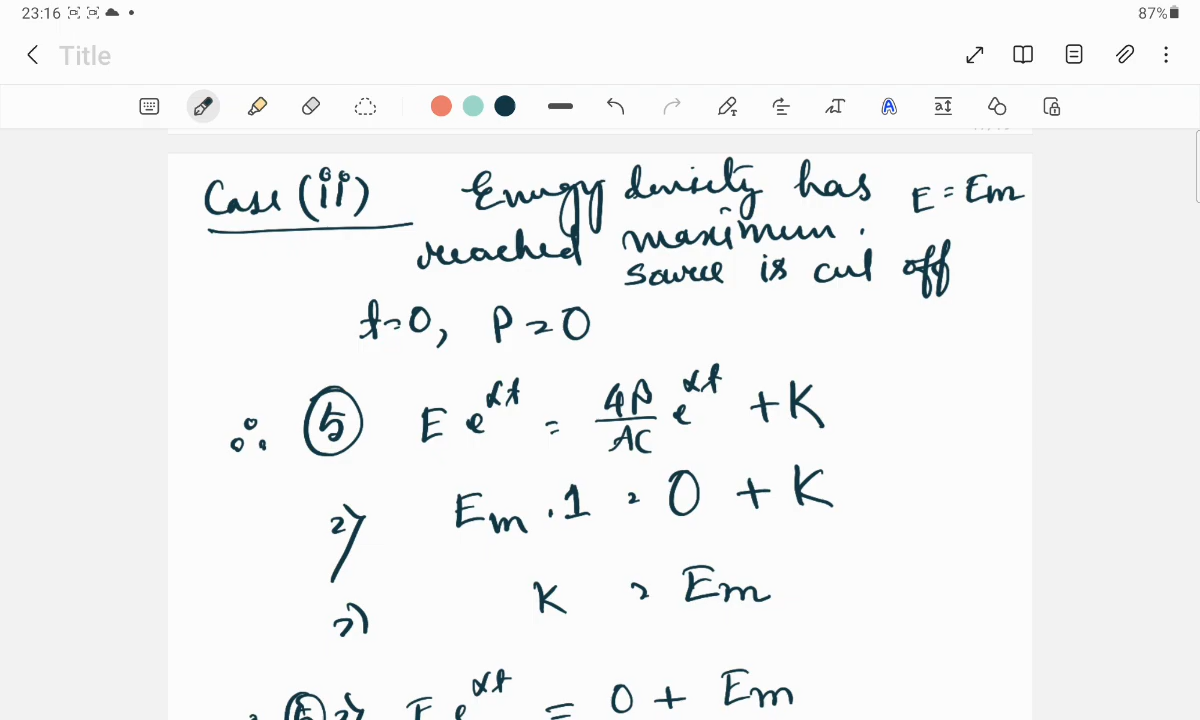 23:16 87%
Title
Case (ii) Energy density has E = Em
reached maximum.
source is cut off
t=0, P=0
∴ ⑤ E e^αt = 4P/AC e^αt + K
⇒ Em . 1 = 0 + K
⇒ K = Em
⑤ ⇒ E e^αt = 0 + Em